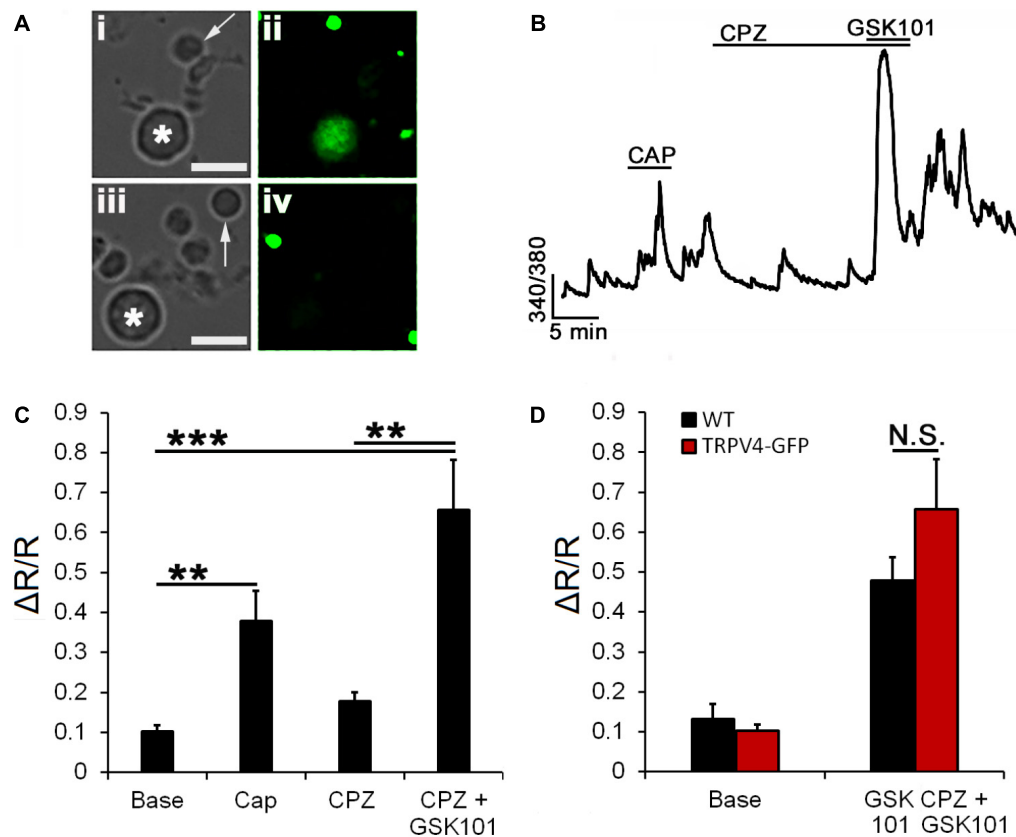 A
i
ii
*
iii
iv
*
B
CPZ
GSK101
CAP
340/380
5 min
C
0.9
0.8
0.7
0.6
0.5
0.4
0.3
0.2
0.1
0
ΔR/R
***
**
**
Base Cap CPZ CPZ +
GSK101
D
0.9
0.8
0.7
0.6
0.5
0.4
0.3
0.2
0.1
0
ΔR/R
WT
TRPV4-GFP
N.S.
Base GSK CPZ +
101 GSK101